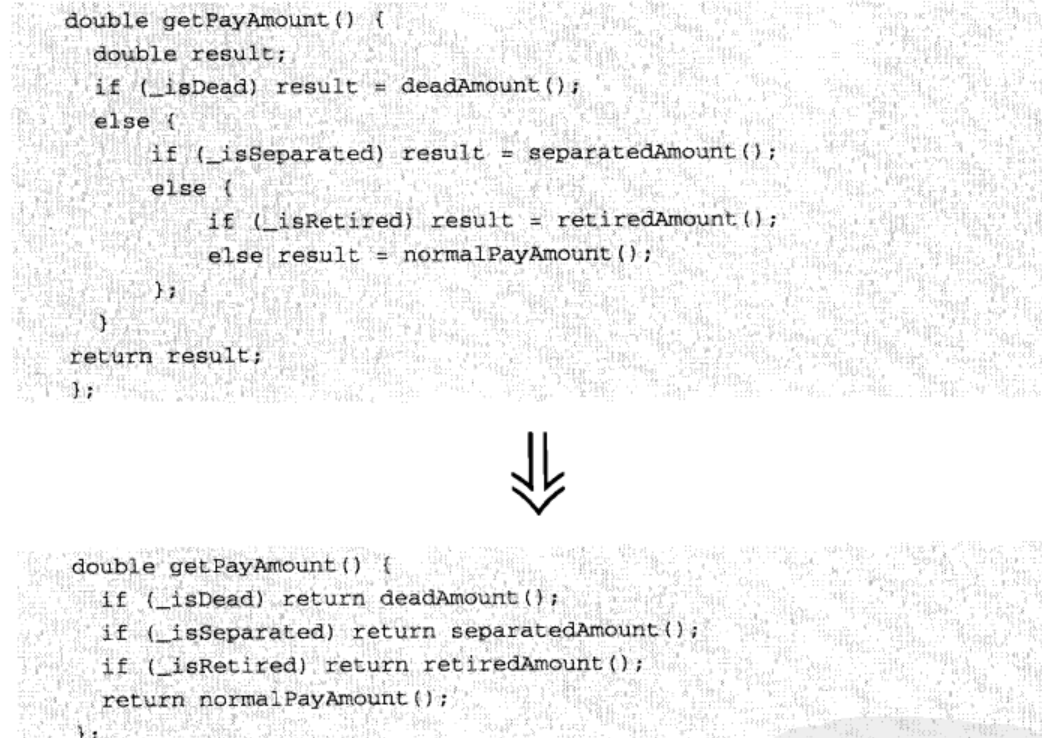 double getPayAmount() {
double result;
if (_isDead) result = deadAmount();
else {
if (_isSeparated) result = separatedAmount();
else {
if (_isRetired) result = retiredAmount();
else result = normalPayAmount();
};
}
return result;
};
double getPayAmount() {
if (_isDead) return deadAmount();
if (_isSeparated) return separatedAmount();
if (_isRetired) return retiredAmount();
return normalPayAmount();
};